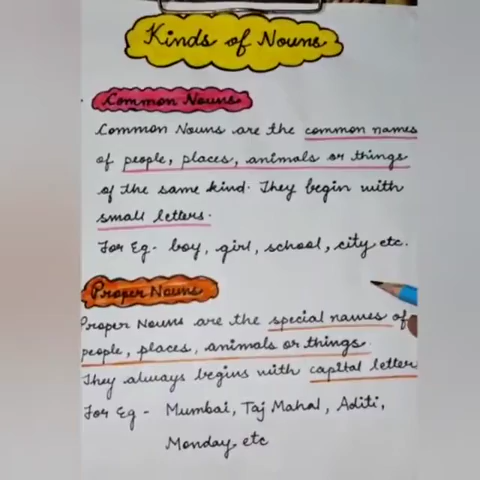 Kinds of Nouns
Common Nouns
Common Nouns are the common names
of people, places, animals or things
of the same kind. They begin with
small letters.
For Eg- boy, girl, school, city etc.
Proper Nouns
Proper Nouns are the special names of
people, places, animals or things.
They always begins with capital letter
For Eg - Mumbai, Taj Mahal, Aditi,
Monday etc